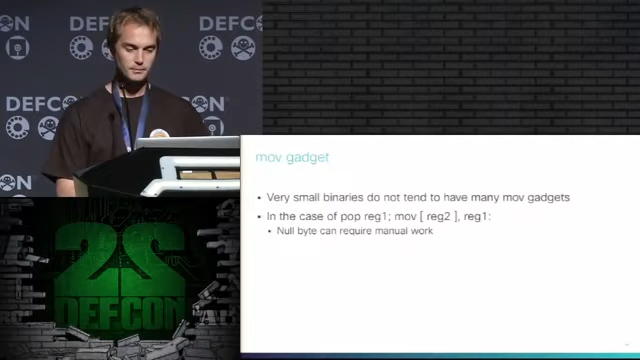 DEFCON
DEFCON
DEFCON
mov gadget
• Very small binaries do not tend to have many mov gadgets
• In the case of pop reg1; mov [ reg2 ], reg1:
• Null byte can require manual work
22
DEFCON